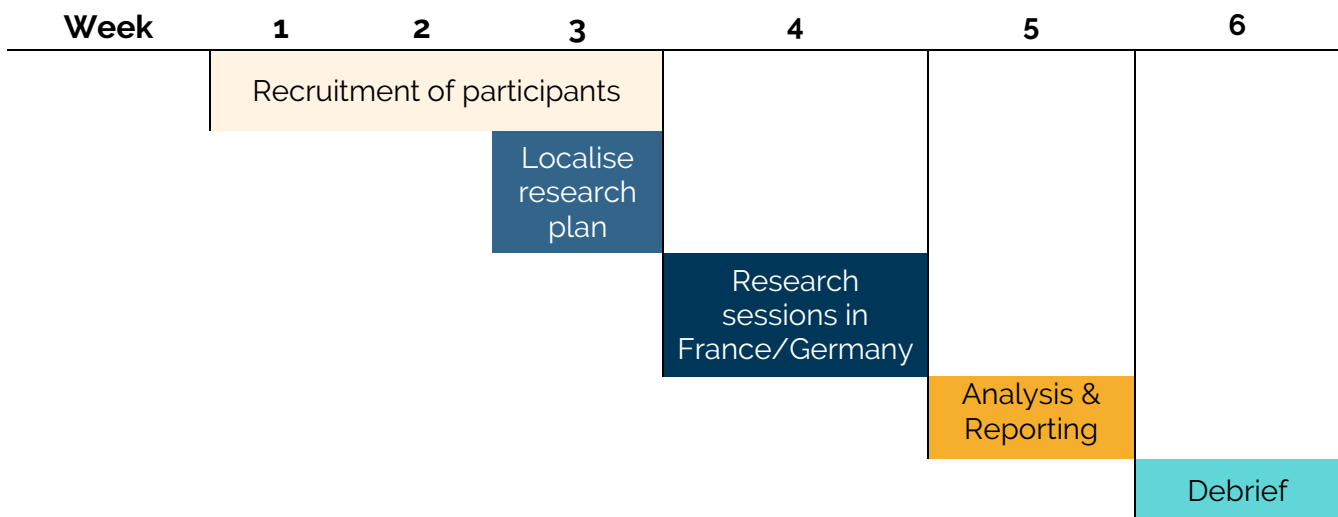 Week 1 2 3 4 5 6
Recruitment of participants
Localise
research
plan
Research
sessions in
France/Germany
Analysis &
Reporting
Debrief